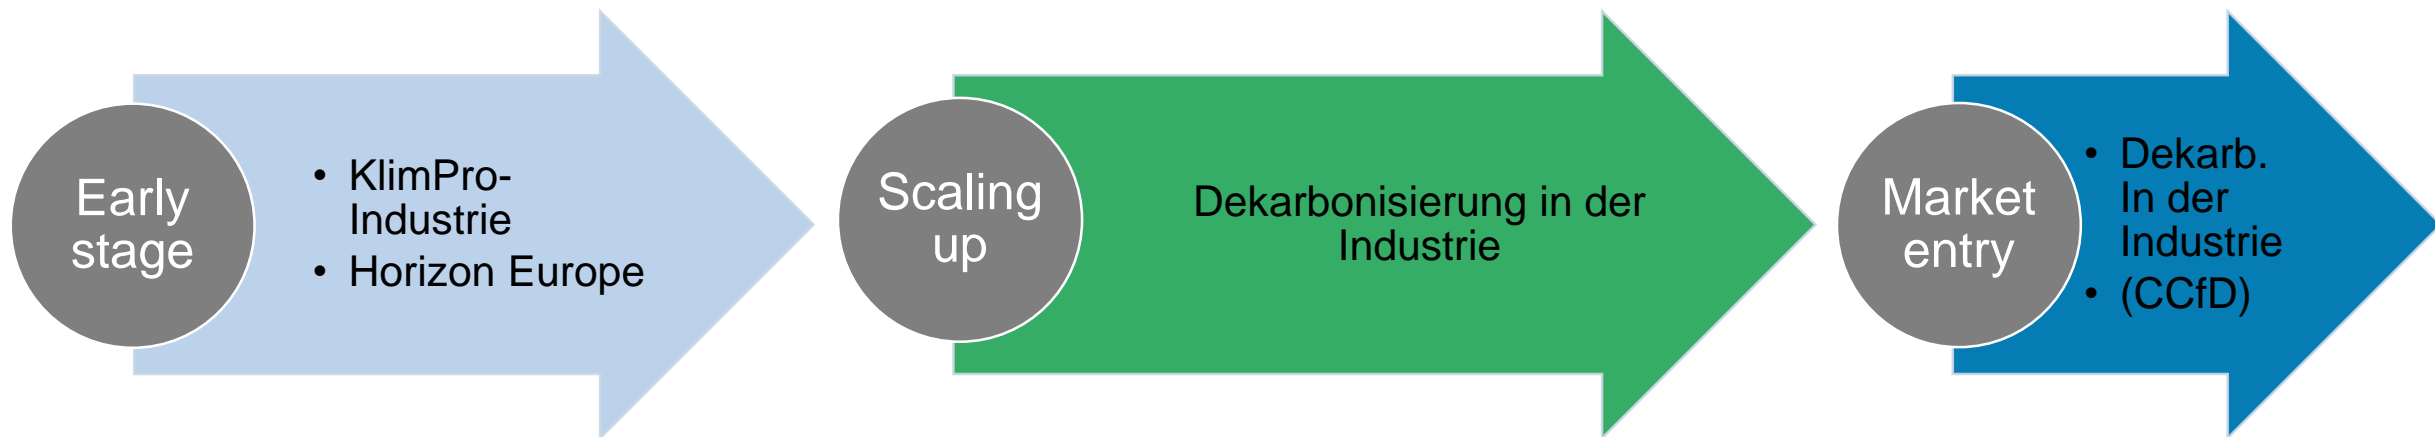 Early
stage
• KlimPro-
Industrie
• Horizon Europe
Scaling
up
Dekarbonisierung in der
Industrie
Market
entry
• Dekarb.
In der
Industrie
• (CCfD)